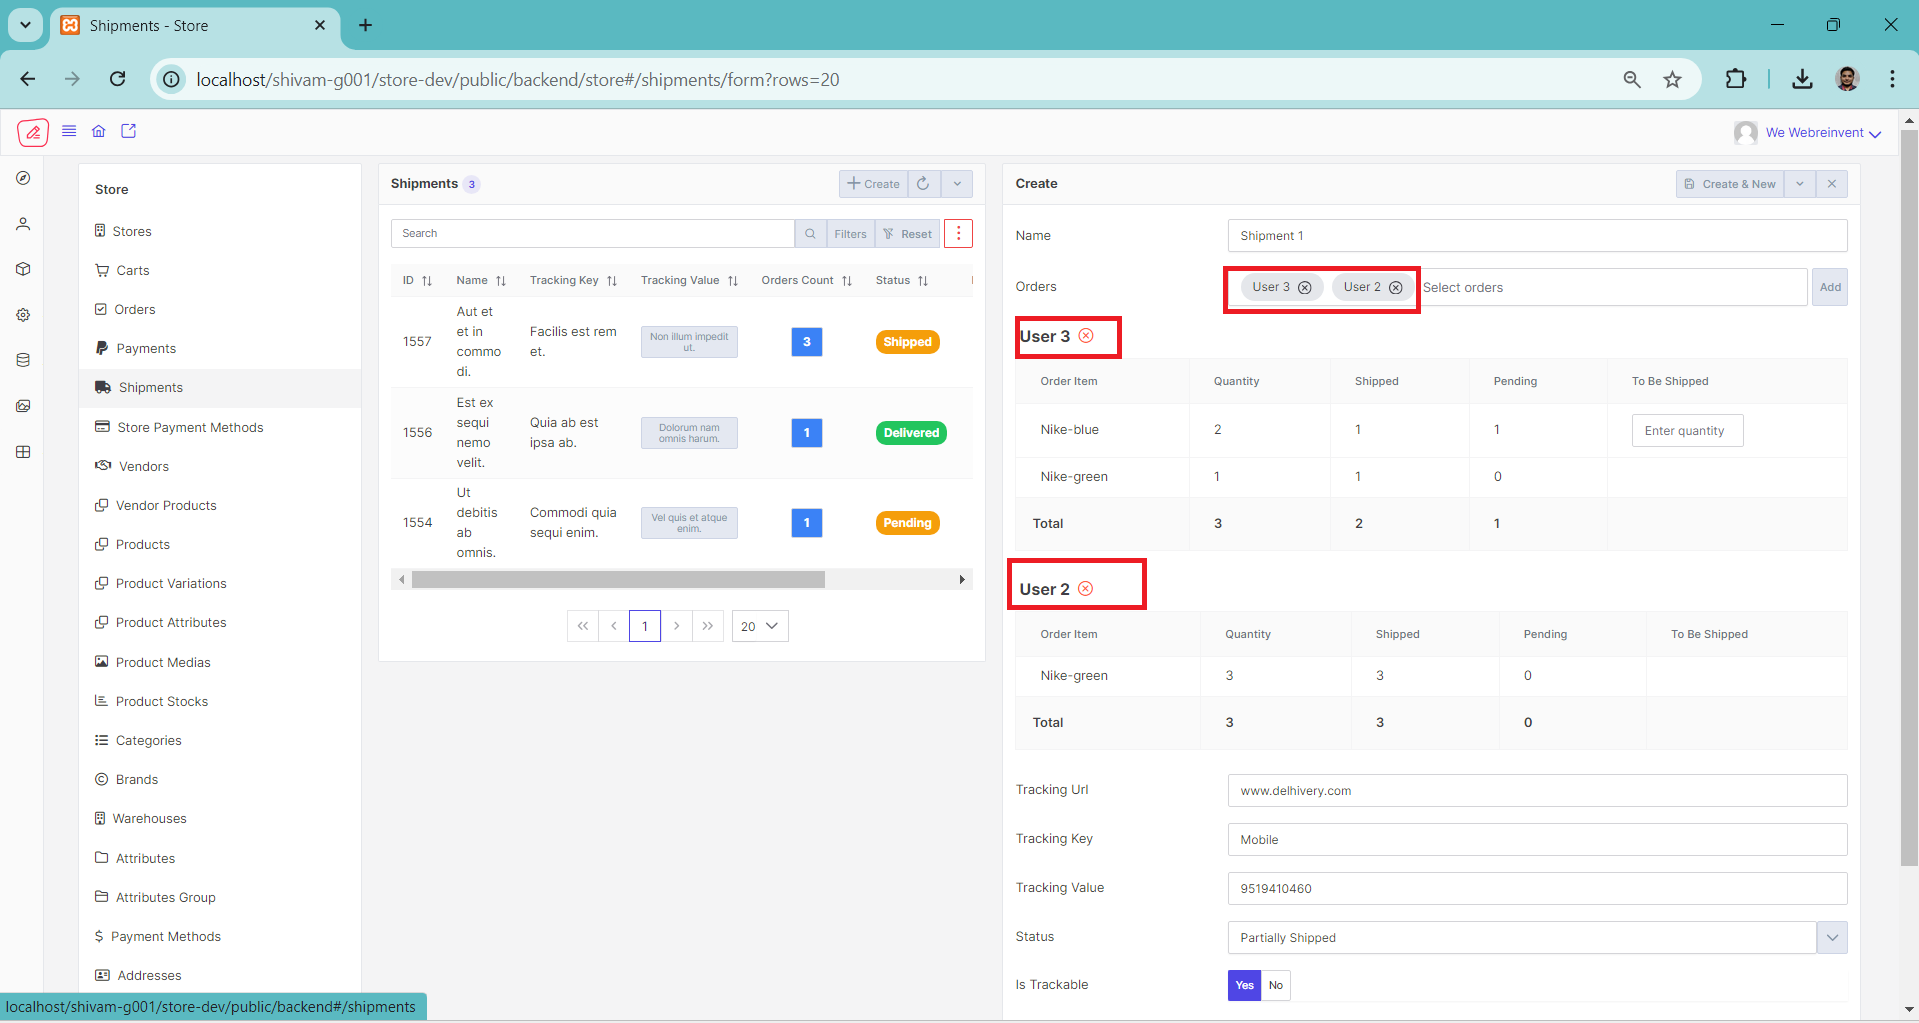 Shipments - Store
localhost/shivam-g001/store-dev/public/backend/store#/shipments/form?rows=20
We Webreinvent
Store
Stores
Carts
Orders
Payments
Shipments
Store Payment Methods
Vendors
Vendor Products
Products
Product Variations
Product Attributes
Product Medias
Product Stocks
Categories
Brands
Warehouses
Attributes
Attributes Group
Payment Methods
Addresses
localhost/shivam-g001/store-dev/public/backend#/shipments
Shipments 3
Create
Search
Filters
Reset
ID Name Tracking Key Tracking Value Orders Count Status
1557
Aut et
et in
commo
di.
Facilis est rem
et.
Non illum impedit
ut.
3
Shipped
1556
Est ex
sequi
nemo
velit.
Quia ab est
ipsa ab.
Dolorum nam
omnis harum.
1
Delivered
1554
Ut
debitis
ab
omnis.
Commodi quia
sequi enim.
Vel quis et atque
enim.
1
Pending
1
20
Create
Create & New
Name
Shipment 1
Orders
User 3 User 2 Select orders Add
User 3
Order Item Quantity Shipped Pending To Be Shipped
Nike-blue 2 1 1 Enter quantity
Nike-green 1 1 0
Total 3 2 1
User 2
Order Item Quantity Shipped Pending To Be Shipped
Nike-green 3 3 0
Total 3 3 0
Tracking Url
www.delhivery.com
Tracking Key
Mobile
Tracking Value
9519410460
Status
Partially Shipped
Is Trackable
Yes No